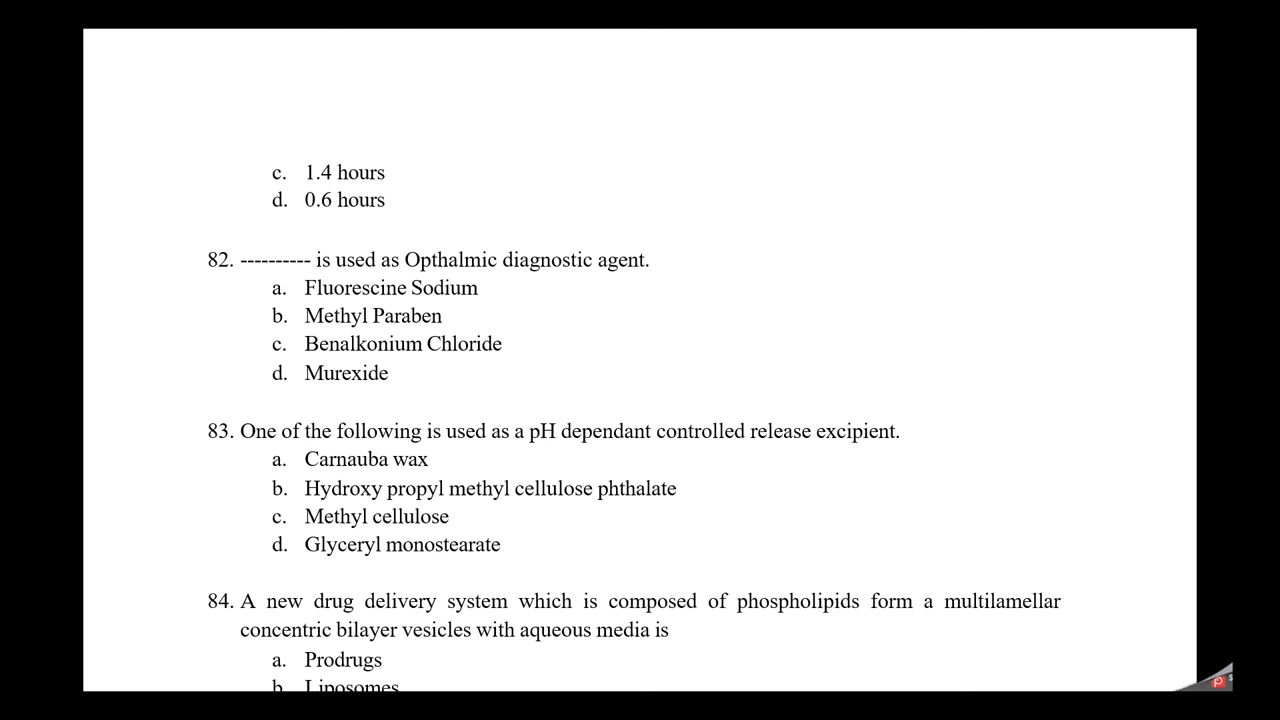 c. 1.4 hours
d. 0.6 hours
82. ---------- is used as Opthalmic diagnostic agent.
a. Fluorescine Sodium
b. Methyl Paraben
c. Benalkonium Chloride
d. Murexide
83. One of the following is used as a pH dependant controlled release excipient.
a. Carnauba wax
b. Hydroxy propyl methyl cellulose phthalate
c. Methyl cellulose
d. Glyceryl monostearate
84. A new drug delivery system which is composed of phospholipids form a multilamellar
concentric bilayer vesicles with aqueous media is
a. Prodrugs
b. Liposomes